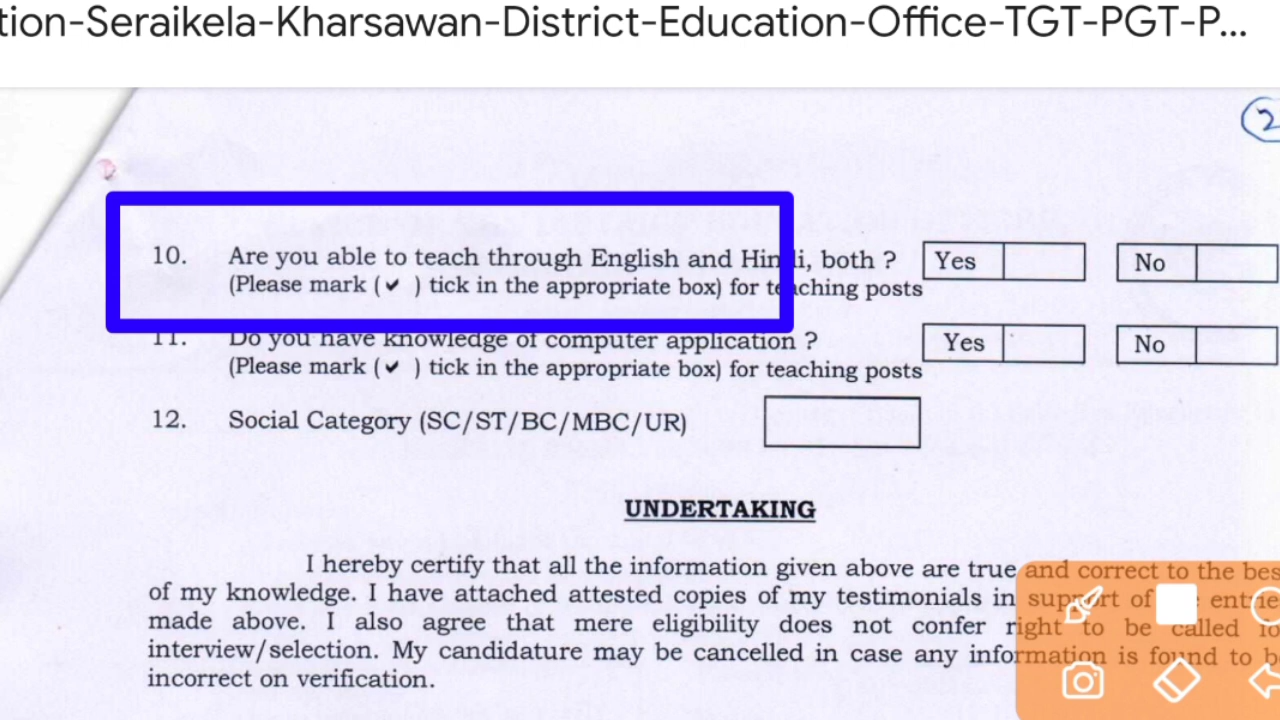 tion-Seraikela-Kharsawan-District-Education-Office-TGT-PGT-P...
2
10. Are you able to teach through English and Hindi, both ? Yes No
(Please mark (✔ ) tick in the appropriate box) for teaching posts
11. Do you have knowledge of computer application ? Yes No
(Please mark (✔ ) tick in the appropriate box) for teaching posts
12. Social Category (SC/ST/BC/MBC/UR)
UNDERTAKING
I hereby certify that all the information given above are true and correct to the bes
of my knowledge. I have attached attested copies of my testimonials in support of entrie
made above. I also agree that mere eligibility does not confer right to be called fo
interview/selection. My candidature may be cancelled in case any information is found to b
incorrect on verification.